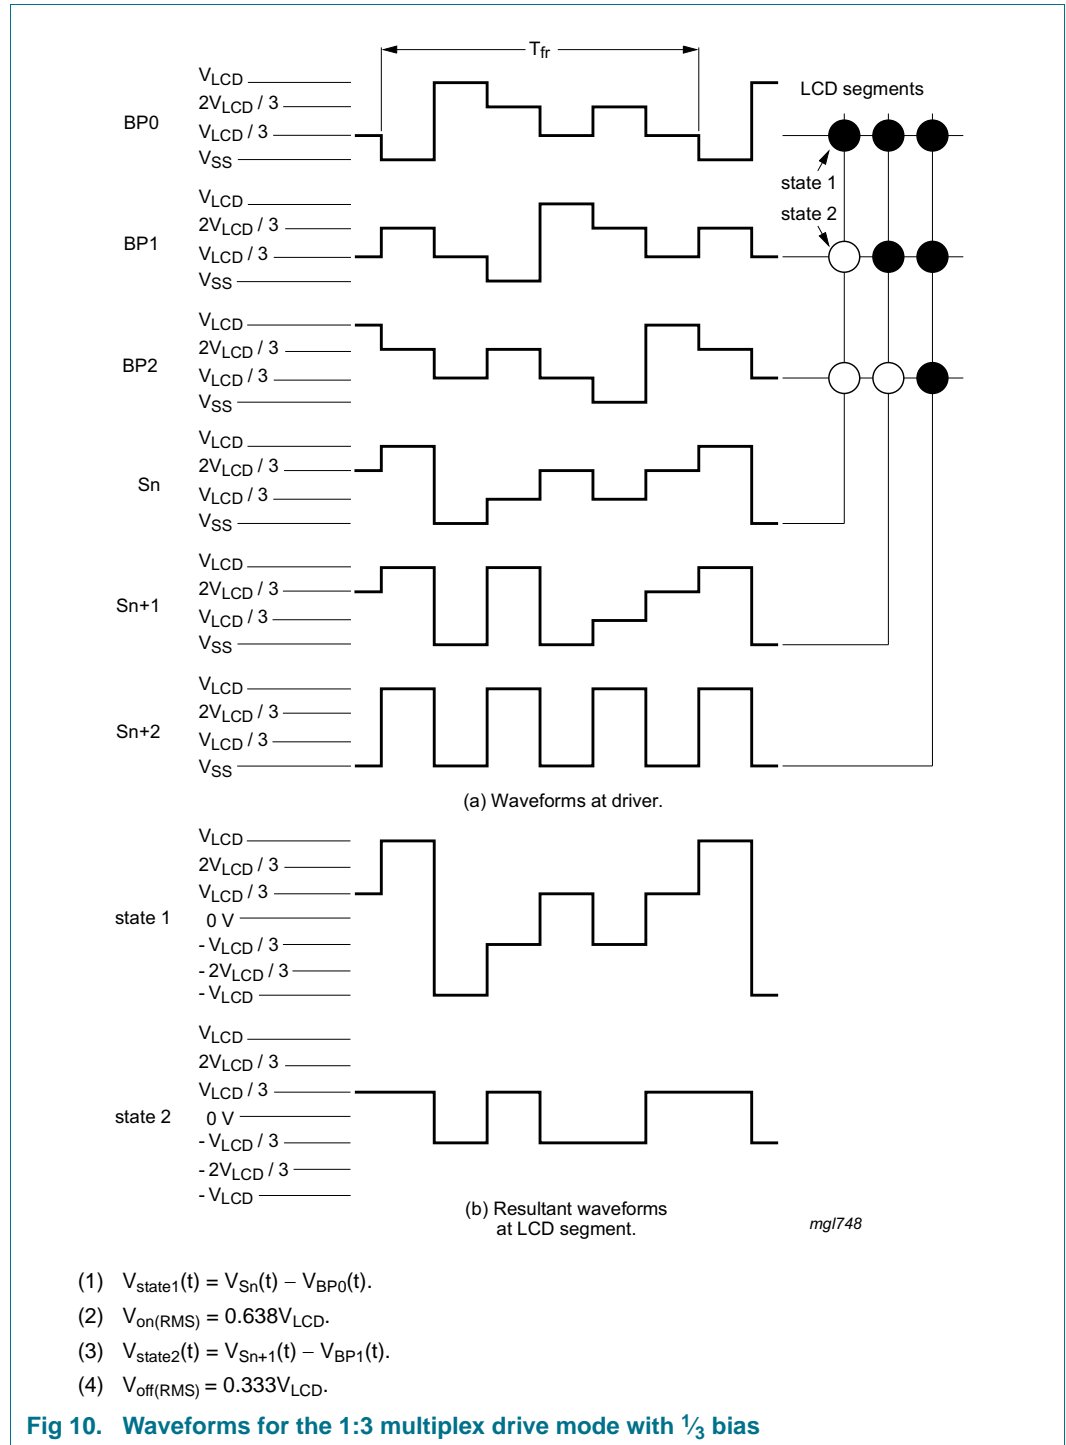 Tfr
VLCD
2VLCD / 3
BP0
VLCD / 3
VSS
LCD segments
state 1
state 2
VLCD
2VLCD / 3
BP1
VLCD / 3
VSS
VLCD
2VLCD / 3
BP2
VLCD / 3
VSS
VLCD
2VLCD / 3
Sn
VLCD / 3
VSS
VLCD
2VLCD / 3
Sn+1
VLCD / 3
VSS
VLCD
2VLCD / 3
Sn+2
VLCD / 3
VSS
(a) Waveforms at driver.
VLCD
2VLCD / 3
VLCD / 3
state 1
0 V
- VLCD / 3
- 2VLCD / 3
- VLCD
VLCD
2VLCD / 3
VLCD / 3
state 2
0 V
- VLCD / 3
- 2VLCD / 3
- VLCD
(b) Resultant waveforms
at LCD segment.
mgl748
(1) Vstate1(t) = VSn(t) − VBP0(t).
(2) Von(RMS) = 0.638VLCD.
(3) Vstate2(t) = VSn+1(t) − VBP1(t).
(4) Voff(RMS) = 0.333VLCD.
Fig 10. Waveforms for the 1:3 multiplex drive mode with 1⁄3 bias